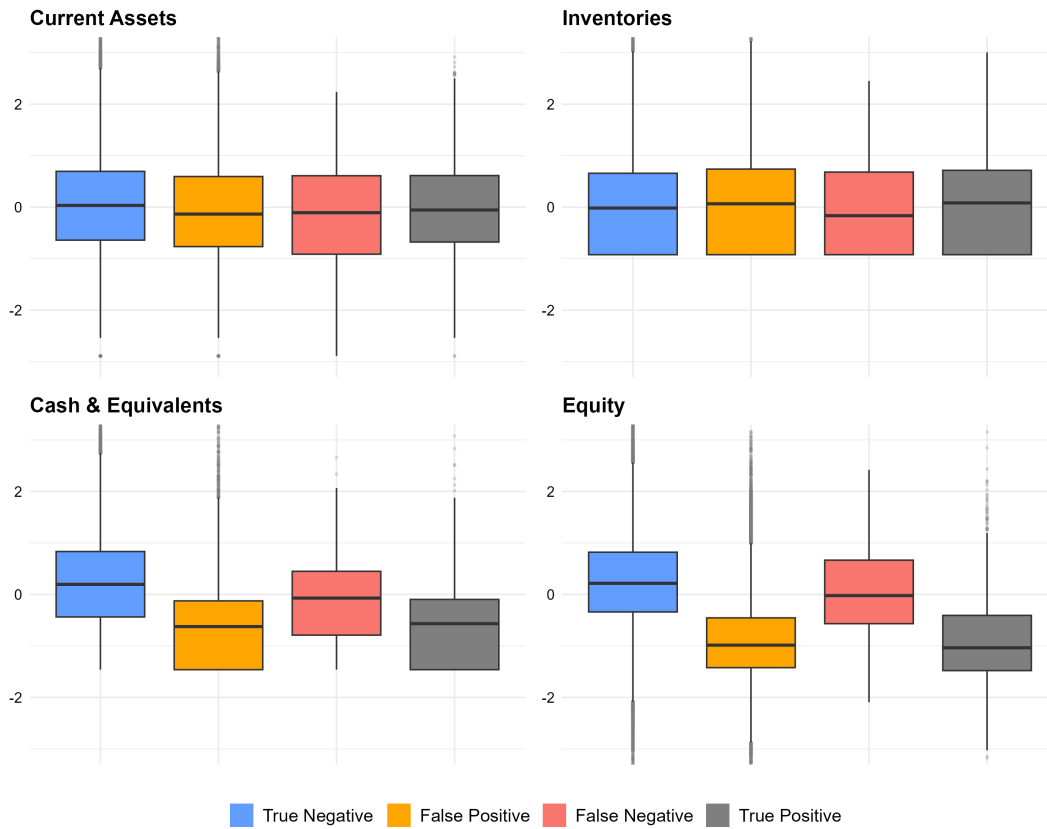 Current Assets
Inventories
2
0
-2
2
0
-2
Cash & Equivalents
Equity
2
0
-2
2
0
-2
True Negative False Positive False Negative True Positive